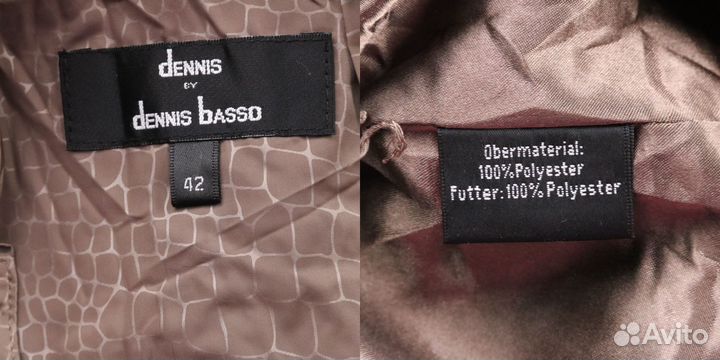 dENNIS
BY
dENNIS bASSO
42
Obermaterial:
100%Polyester
Futter:100% Polyester
Avito